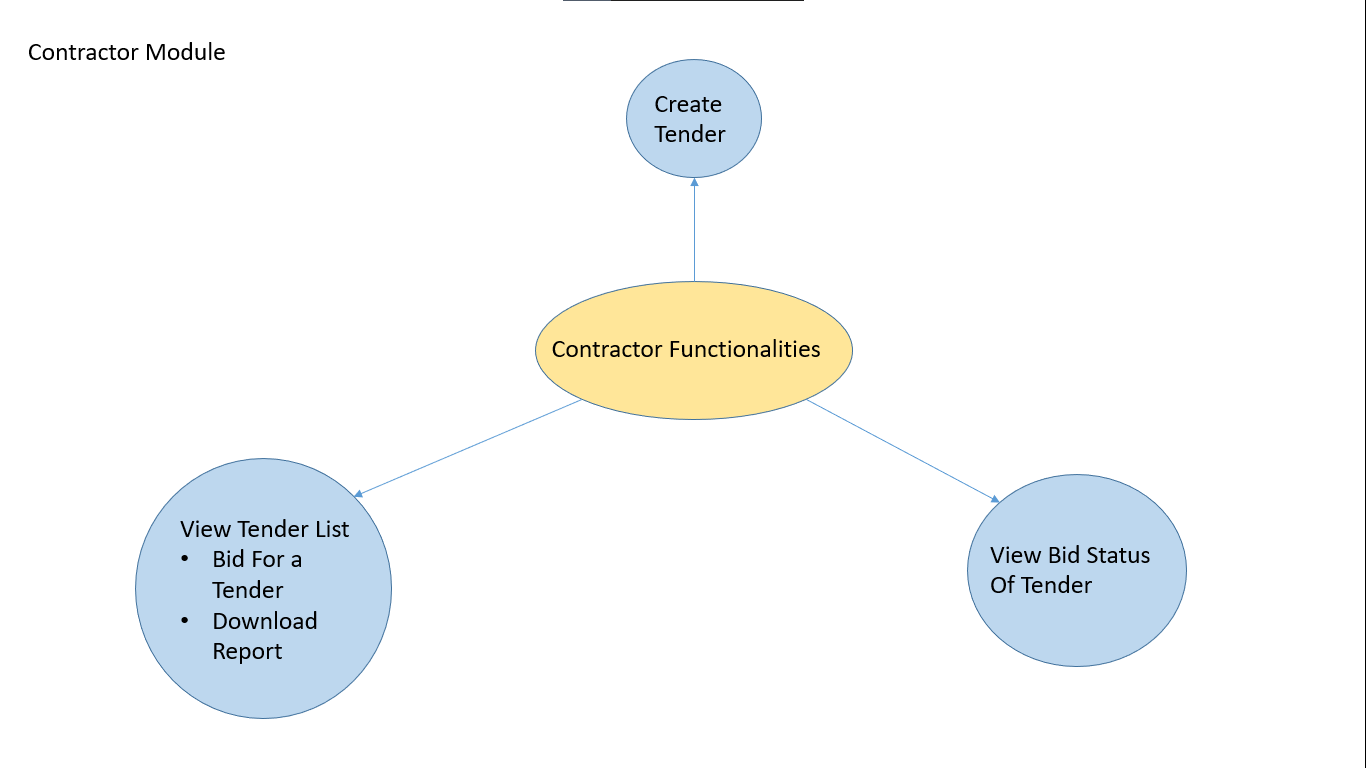 Contractor Module
Create
Tender
Contractor Functionalities
View Tender List
• Bid For a
Tender
• Download
Report
View Bid Status
Of Tender